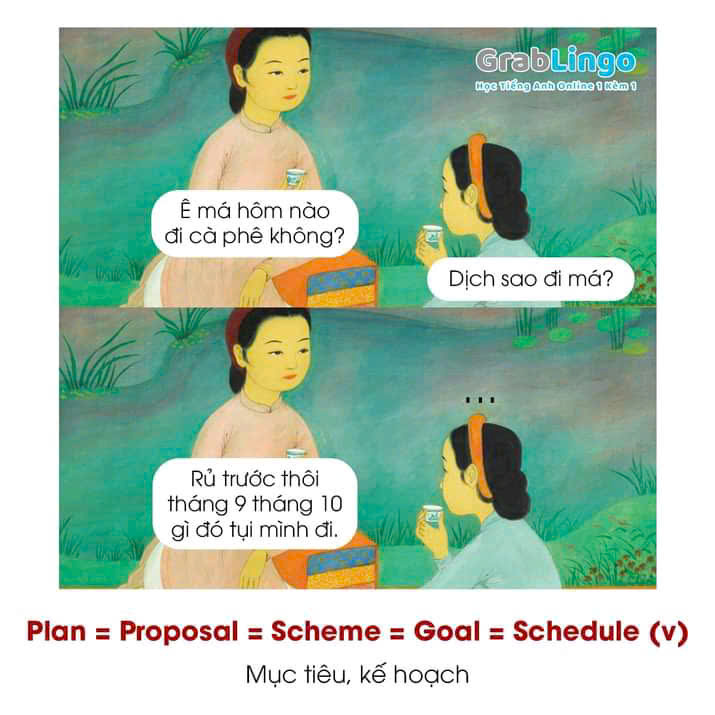 GrabLingo
Học Tiếng Anh Online 1 Kèm 1
Ê má hôm nào
đi cà phê không?
Dịch sao đi má?
...
Rủ trước thôi
tháng 9 tháng 10
gì đó tụi mình đi.
Plan = Proposal = Scheme = Goal = Schedule (v)
Mục tiêu, kế hoạch